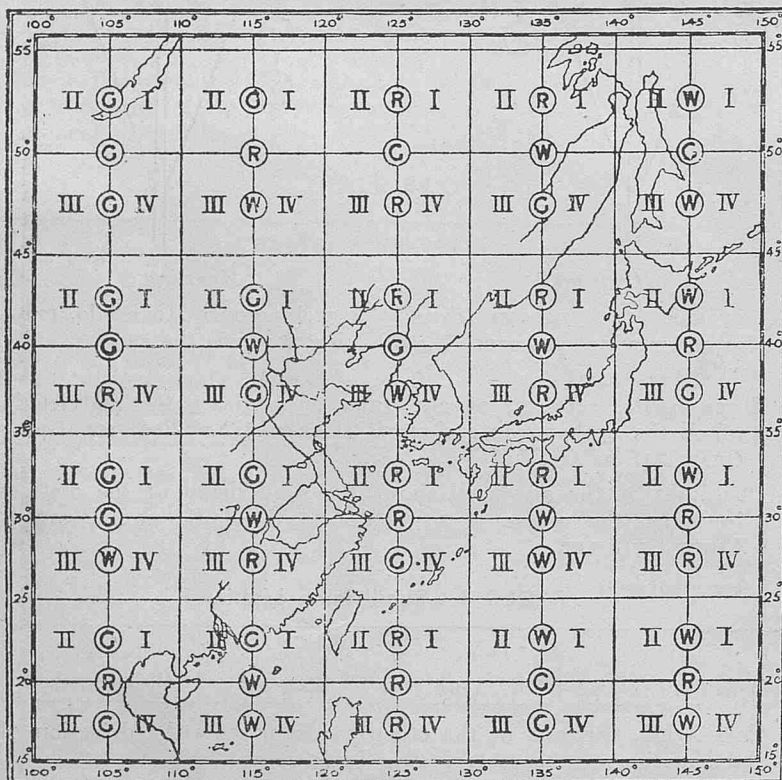 100° 105° 110° 115° 120° 125° 130° 135° 140° 145° 150°
55° 55°
II G I II G I II R I II R I II W I
50° G R G W G 50°
III G IV III W IV III R IV III G IV III W IV
45° 45°
II G I II G I II R I II R I II W I
40° G W G W R 40°
III R IV III G IV III W IV III R IV III G IV
35° 35°
II G I II G I II R I II R I II W I
30° G W R W R 30°
III W IV III R IV III G IV III W IV III R IV
25° 25°
II G I II G I II R I II W I II W I
20° R W R G R 20°
III G IV III W IV III R IV III G IV III W IV
15° 15°
100° 105° 110° 115° 120° 125° 130° 135° 140° 145° 150°